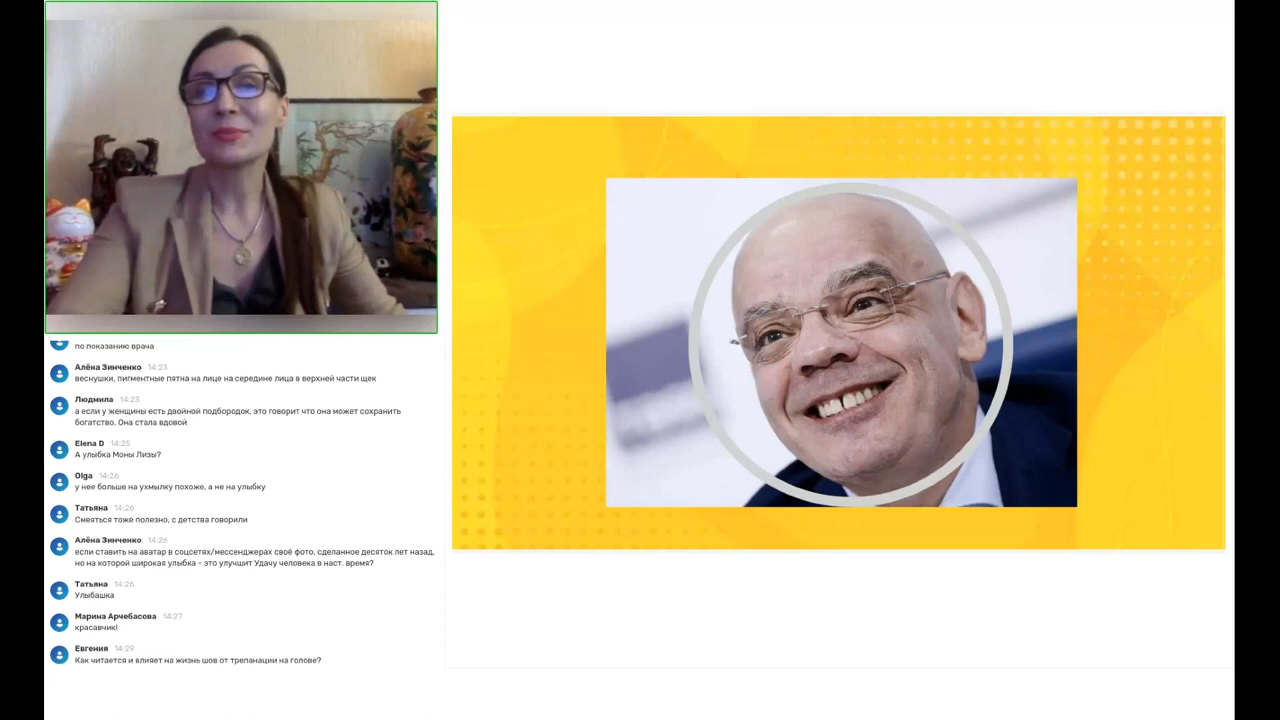 по показанию врача
Алёна Зинченко 14:23
веснушки, пигментные пятна на лице на середине лица в верхней части щек
Людмила 14:23
а если у женщины есть двойной подбородок, это говорит что она может сохранить
богатство. Она стала вдовой
Elena D 14:25
А улыбка Моны Лизы?
Olga 14:26
у нее больше на ухмылку похоже, а не на улыбку
Татьяна 14:26
Смеяться тоже полезно, с детства говорили
Алёна Зинченко 14:26
если ставить на аватар в соцсетях/мессенджерах своё фото, сделанное десяток лет назад,
но на которой широкая улыбка - это улучшит Удачу человека в наст. время?
Татьяна 14:26
Улыбашка
Марина Арчебасова 14:27
красавчик!
Евгения 14:29
Как читается и влияет на жизнь шов от трепанации на голове?